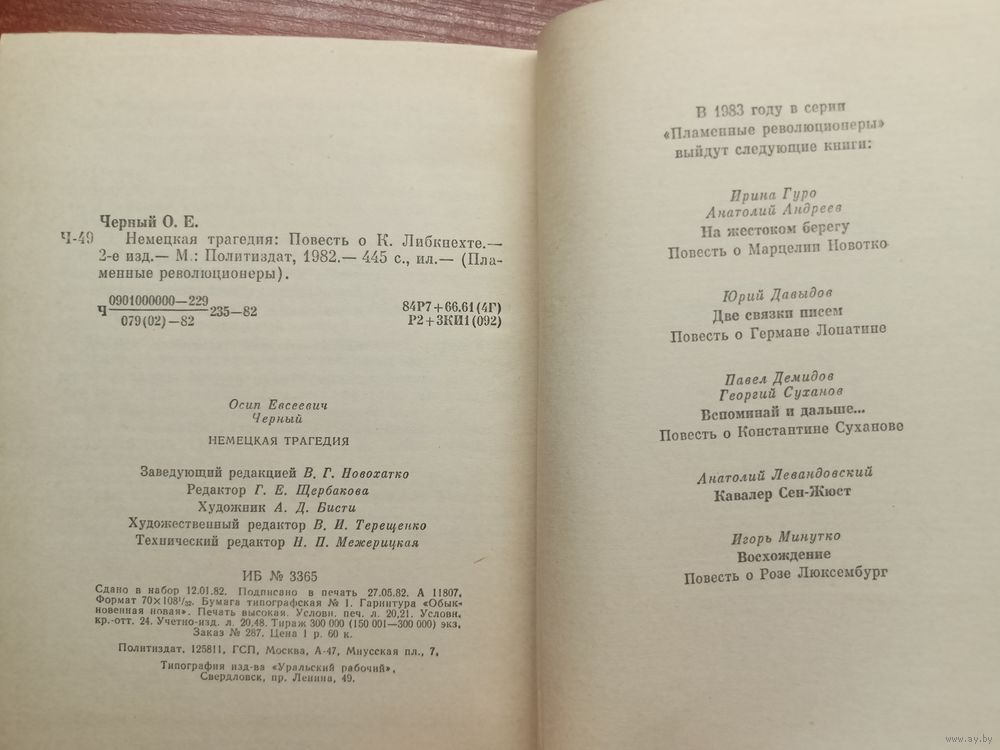 Черный О. Е.
Ч-49 Немецкая трагедия: Повесть о К. Либкнехте.—
2-е изд.— М.: Политиздат, 1982.— 445 с., ил.— (Пла-
менные революционеры).
Ч 0901000000—229 / 079(02)—82 235—82
84Р7+66.61(4Г)
Р2+3КИ1(092)
Осип Евсеевич
Черный
НЕМЕЦКАЯ ТРАГЕДИЯ
Заведующий редакцией В. Г. Новохатко
Редактор Г. Е. Щербакова
Художник А. Д. Бисти
Художественный редактор В. И. Терещенко
Технический редактор Н. П. Межерицкая
ИБ № 3365
Сдано в набор 12.01.82. Подписано в печать 27.05.82. А 11807.
Формат 70×108¹/₃₂. Бумага типографская № 1. Гарнитура «Обык-
новенная новая». Печать высокая. Условн. печ. л. 20,21. Условн.
кр.-отт. 24. Учетно-изд. л. 20,48. Тираж 300 000 (150 001—300 000) экз.
Заказ № 287. Цена 1 р. 60 к.
Политиздат. 125811, ГСП, Москва, А-47, Миусская пл., 7.
Типография изд-ва «Уральский рабочий».
Свердловск, пр. Ленина, 49.
В 1983 году в серии
«Пламенные революционеры»
выйдут следующие книги:
Ирина Гуро
Анатолий Андреев
На жестоком берегу
Повесть о Марцелии Новотко
Юрий Давыдов
Две связки писем
Повесть о Германе Лопатине
Павел Демидов
Георгий Суханов
Вспоминай и дальше...
Повесть о Константине Суханове
Анатолий Левандовский
Кавалер Сен-Жюст
Игорь Минутко
Восхождение
Повесть о Розе Люксембург
www.ay.by